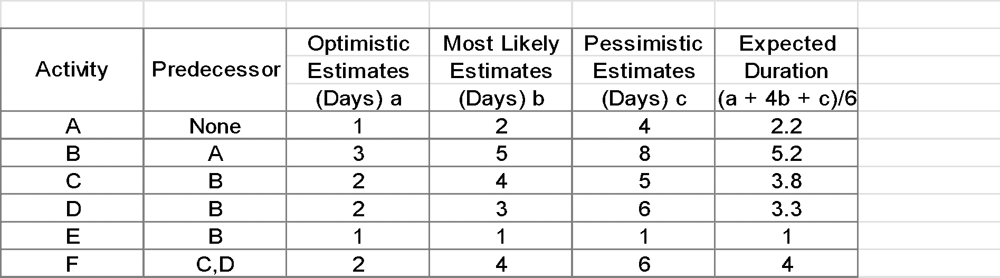 Activity Predecessor Optimistic Estimates (Days) a Most Likely Estimates (Days) b Pessimistic Estimates (Days) c Expected Duration (a + 4b + c)/6
A None 1 2 4 2.2
B A 3 5 8 5.2
C B 2 4 5 3.8
D B 2 3 6 3.3
E B 1 1 1 1
F C,D 2 4 6 4